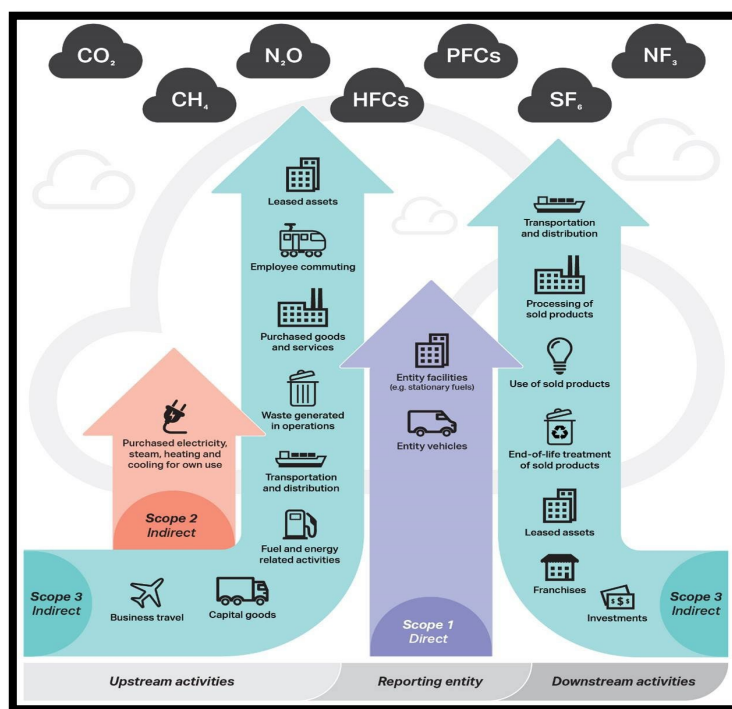 CO₂
N₂O
PFCs
NF₃
CH₄
HFCs
SF₆
Leased assets
Employee commuting
Purchased goods
and services
Waste generated
in operations
Transportation
and distribution
Fuel and energy
related activities
Purchased electricity,
steam, heating and
cooling for own use
Scope 2
Indirect
Scope 3
Indirect
Business travel
Capital goods
Entity facilities
(e.g. stationary fuels)
Entity vehicles
Scope 1
Direct
Transportation
and distribution
Processing of
sold products
Use of sold products
End-of-life treatment
of sold products
Leased assets
Franchises
$
Investments
Scope 3
Indirect
Upstream activities
Reporting entity
Downstream activities